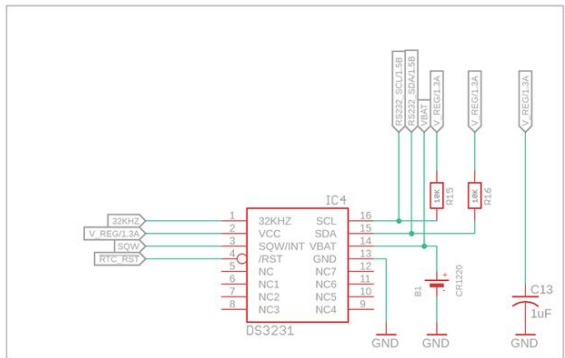 RS232_SCL/1.5B
RS232_SDA/1.5B
VBAT
V_REG/1.3A
V_REG/1.3A
V_REG/1.3A
10K
R15
10K
R16
IC4
32KHZ
V_REG/1.3A
SQW
RTC_RST
1
2
3
4
5
6
7
8
32KHZ
VCC
SQW/INT
/RST
NC
NC1
NC2
NC3
SCL
SDA
VBAT
GND
NC7
NC6
NC5
NC4
16
15
14
13
12
11
10
9
DS3231
B1
+
-
CR1220
C13
1uF
GND
GND
GND